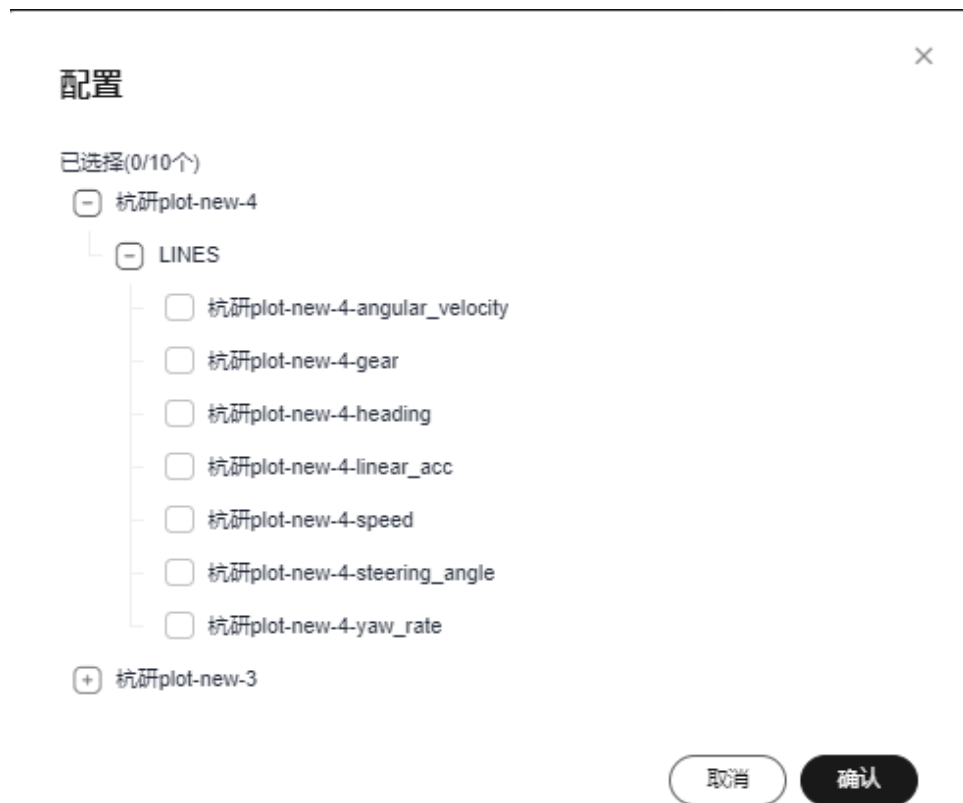 配置
已选择(0/10个)
杭研plot-new-4
LINES
杭研plot-new-4-angular_velocity
杭研plot-new-4-gear
杭研plot-new-4-heading
杭研plot-new-4-linear_acc
杭研plot-new-4-speed
杭研plot-new-4-steering_angle
杭研plot-new-4-yaw_rate
杭研plot-new-3
取消 确认